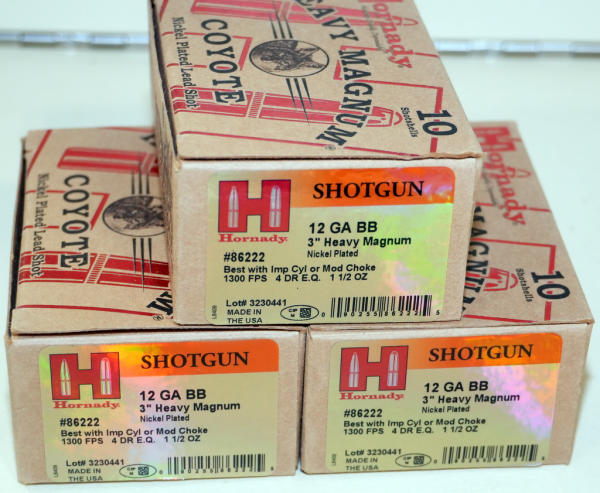 Hornady
HEAVY MAGNUM
COYOTE
Nickel Plated Lead Shot
10
Shotshells
H
Hornady
SHOTGUN
12 GA BB
3" Heavy Magnum
Nickel Plated
#86222
Best with Imp Cyl or Mod Choke
1300 FPS 4 DR E.Q. 1 1/2 OZ
Lot# 3230441
MADE IN
THE USA
Nickel Plated Lead Shot
COYOTE
H
Hornady
SHOTGUN
12 GA BB
3" Heavy Magnum
Nickel Plated
#86222
Best with Imp Cyl or Mod Choke
1300 FPS 4 DR E.Q. 1 1/2 OZ
Lot# 3230441
MADE IN
THE USA
Hornady
MAGNUM
10
Shotshells
H
Hornady
SHOTGUN
12 GA BB
3" Heavy Magnum
Nickel Plated
#86222
Best with Imp Cyl or Mod Choke
1300 FPS 4 DR E.Q. 1 1/2 OZ
Lot# 3230441
MADE IN
THE USA